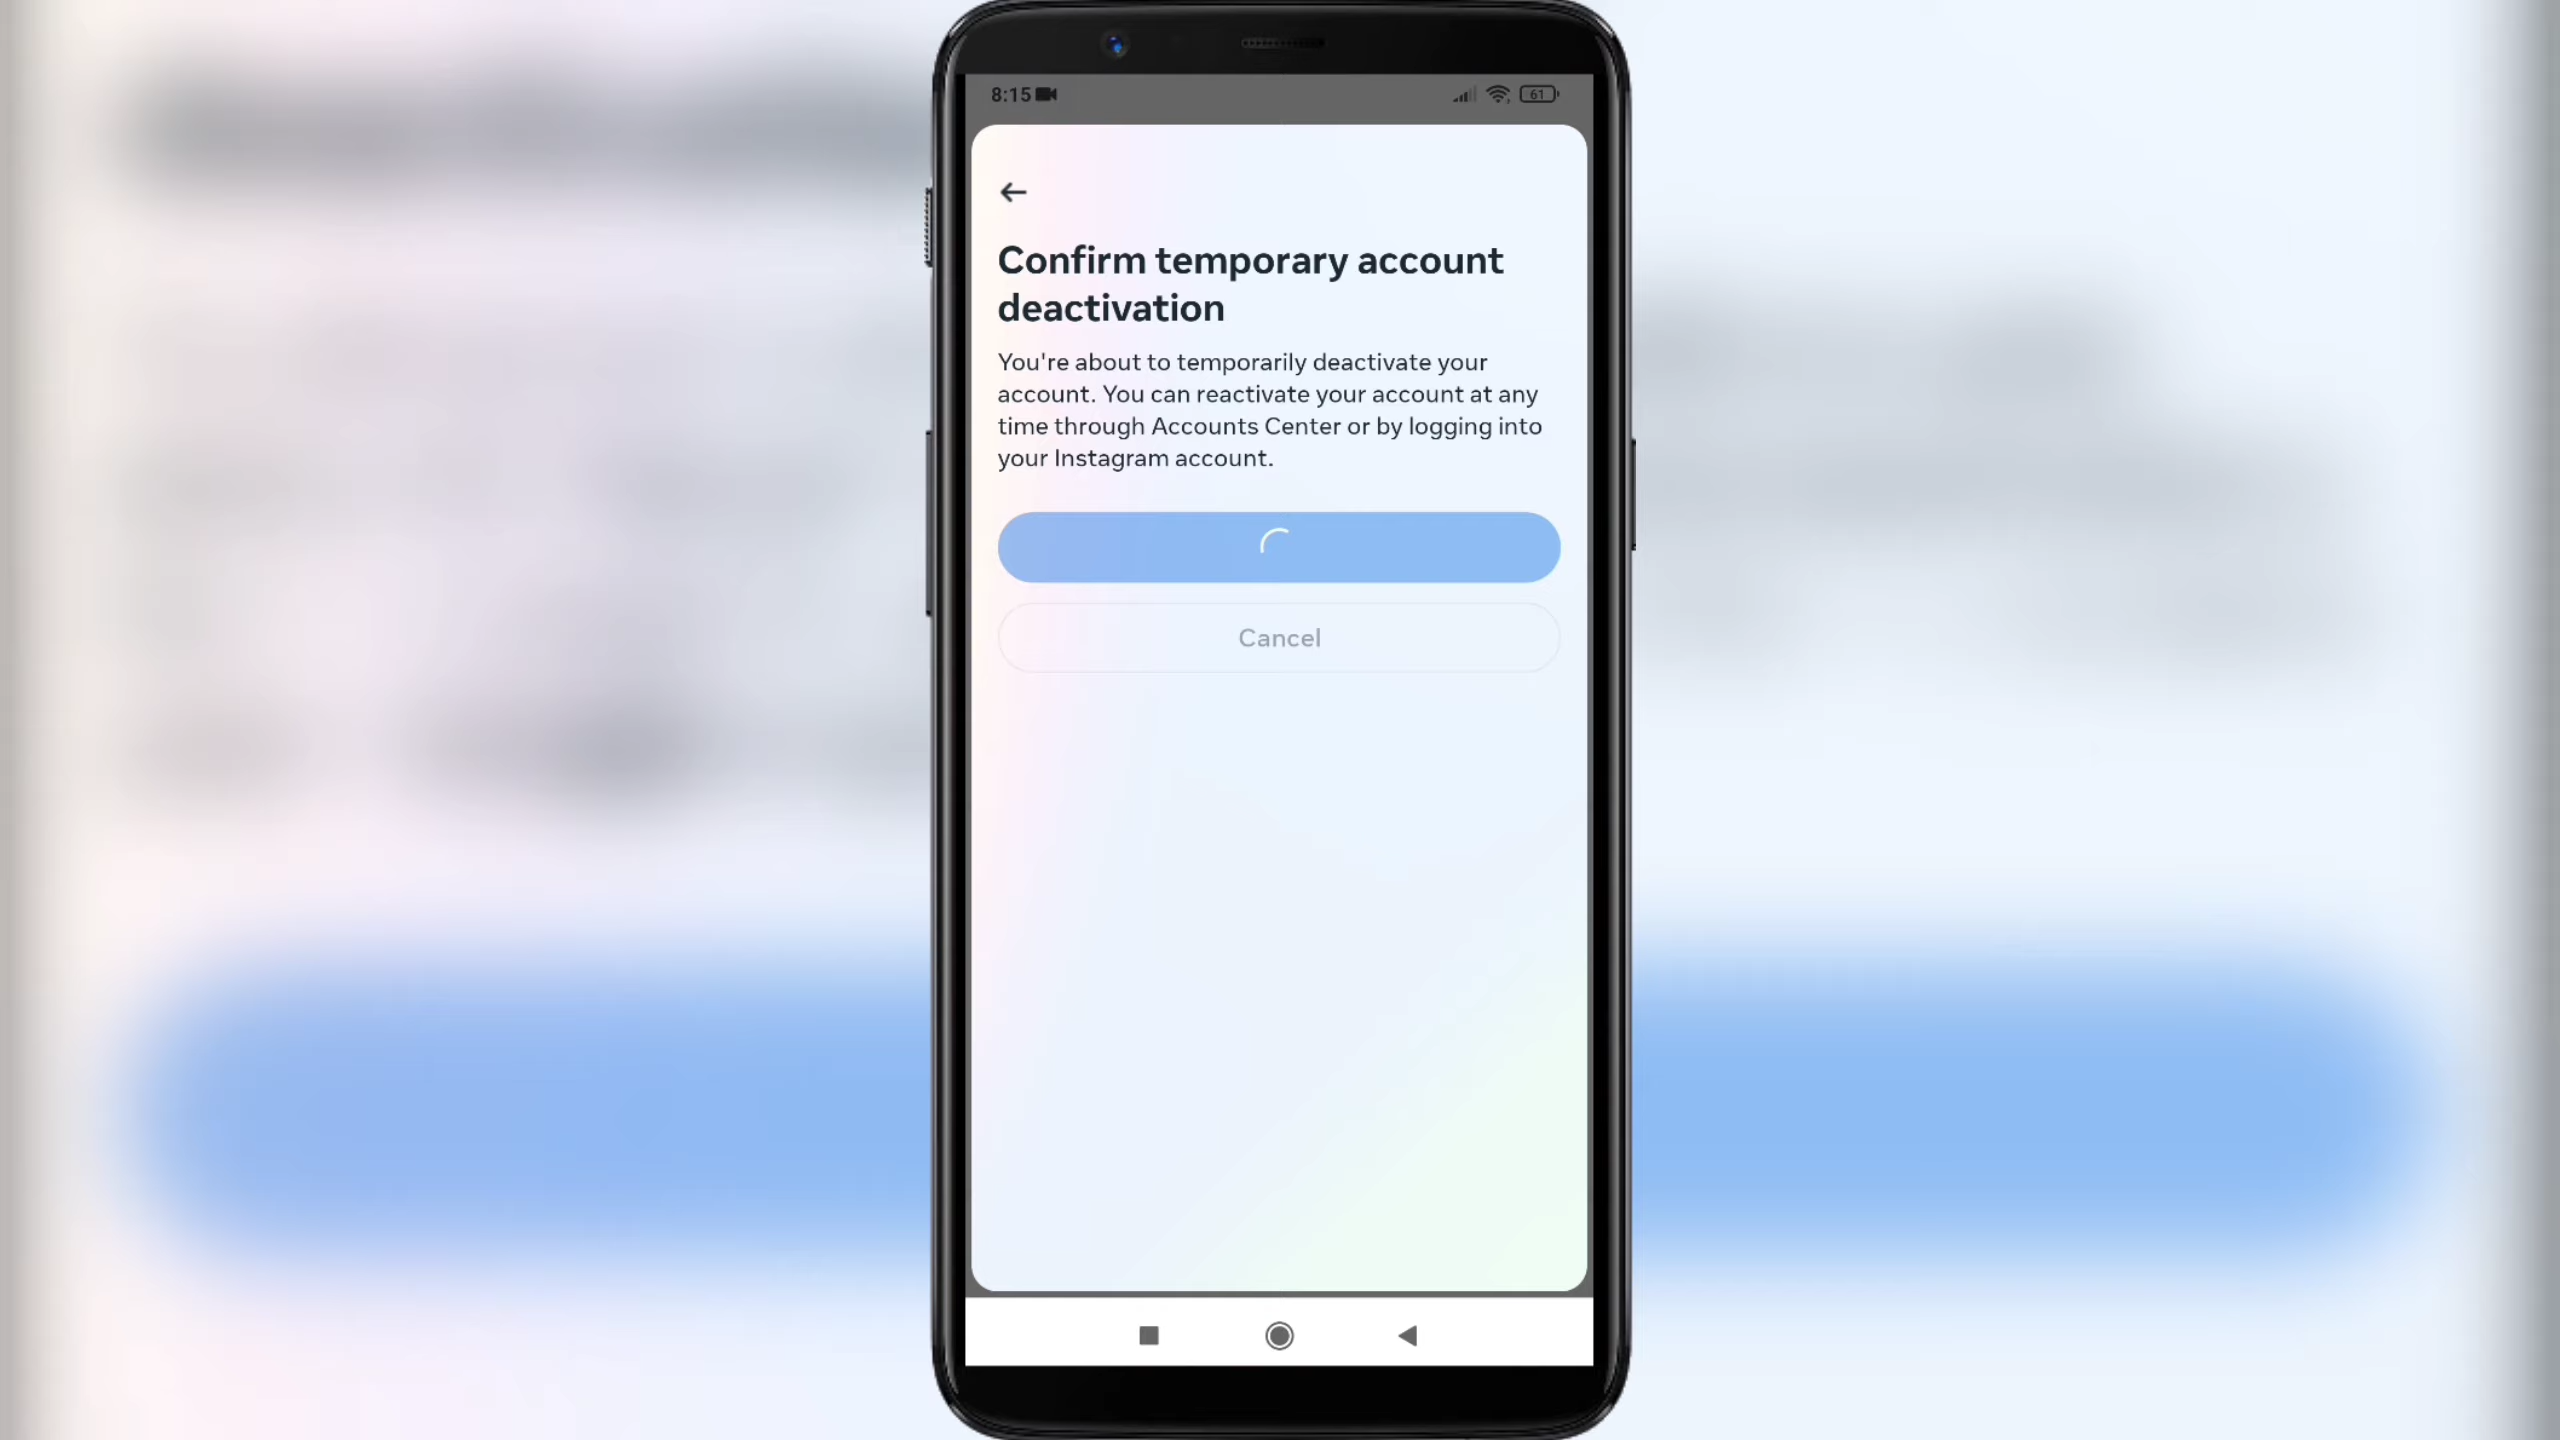 8:15
61
Confirm temporary account
deactivation
You're about to temporarily deactivate your
account. You can reactivate your account at any
time through Accounts Center or by logging into
your Instagram account.
Cancel